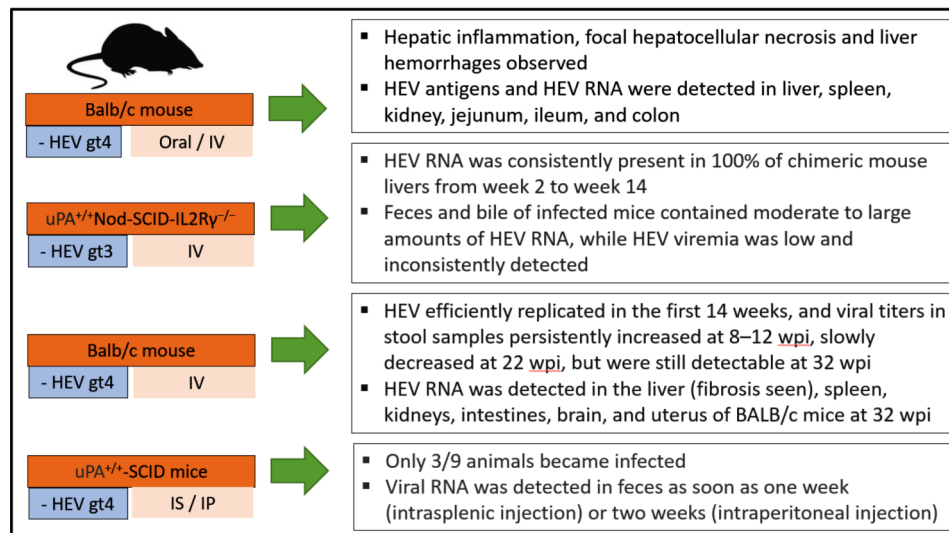 ▪ Hepatic inflammation, focal hepatocellular necrosis and liver
hemorrhages observed
▪ HEV antigens and HEV RNA were detected in liver, spleen,
kidney, jejunum, ileum, and colon
Balb/c mouse
- HEV gt4 Oral / IV
▪ HEV RNA was consistently present in 100% of chimeric mouse
livers from week 2 to week 14
▪ Feces and bile of infected mice contained moderate to large
amounts of HEV RNA, while HEV viremia was low and
inconsistently detected
uPA⁺/⁺Nod-SCID-IL2Rγ⁻/⁻
- HEV gt3 IV
▪ HEV efficiently replicated in the first 14 weeks, and viral titers in
stool samples persistently increased at 8–12 wpi, slowly
decreased at 22 wpi, but were still detectable at 32 wpi
▪ HEV RNA was detected in the liver (fibrosis seen), spleen,
kidneys, intestines, brain, and uterus of BALB/c mice at 32 wpi
Balb/c mouse
- HEV gt4 IV
▪ Only 3/9 animals became infected
▪ Viral RNA was detected in feces as soon as one week
(intrasplenic injection) or two weeks (intraperitoneal injection)
uPA⁺/⁺-SCID mice
- HEV gt4 IS / IP